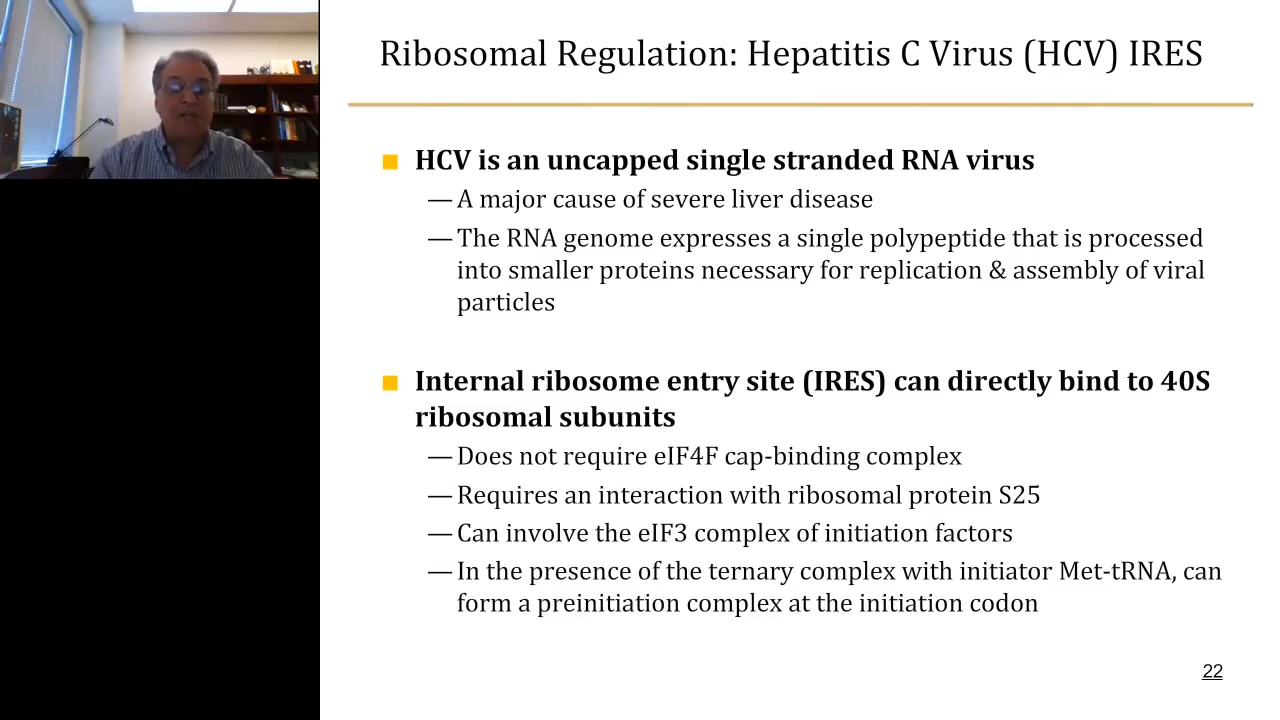 Ribosomal Regulation: Hepatitis C Virus (HCV) IRES
■ HCV is an uncapped single stranded RNA virus
— A major cause of severe liver disease
— The RNA genome expresses a single polypeptide that is processed
into smaller proteins necessary for replication & assembly of viral
particles
■ Internal ribosome entry site (IRES) can directly bind to 40S
ribosomal subunits
— Does not require eIF4F cap-binding complex
— Requires an interaction with ribosomal protein S25
— Can involve the eIF3 complex of initiation factors
— In the presence of the ternary complex with initiator Met-tRNA, can
form a preinitiation complex at the initiation codon
22